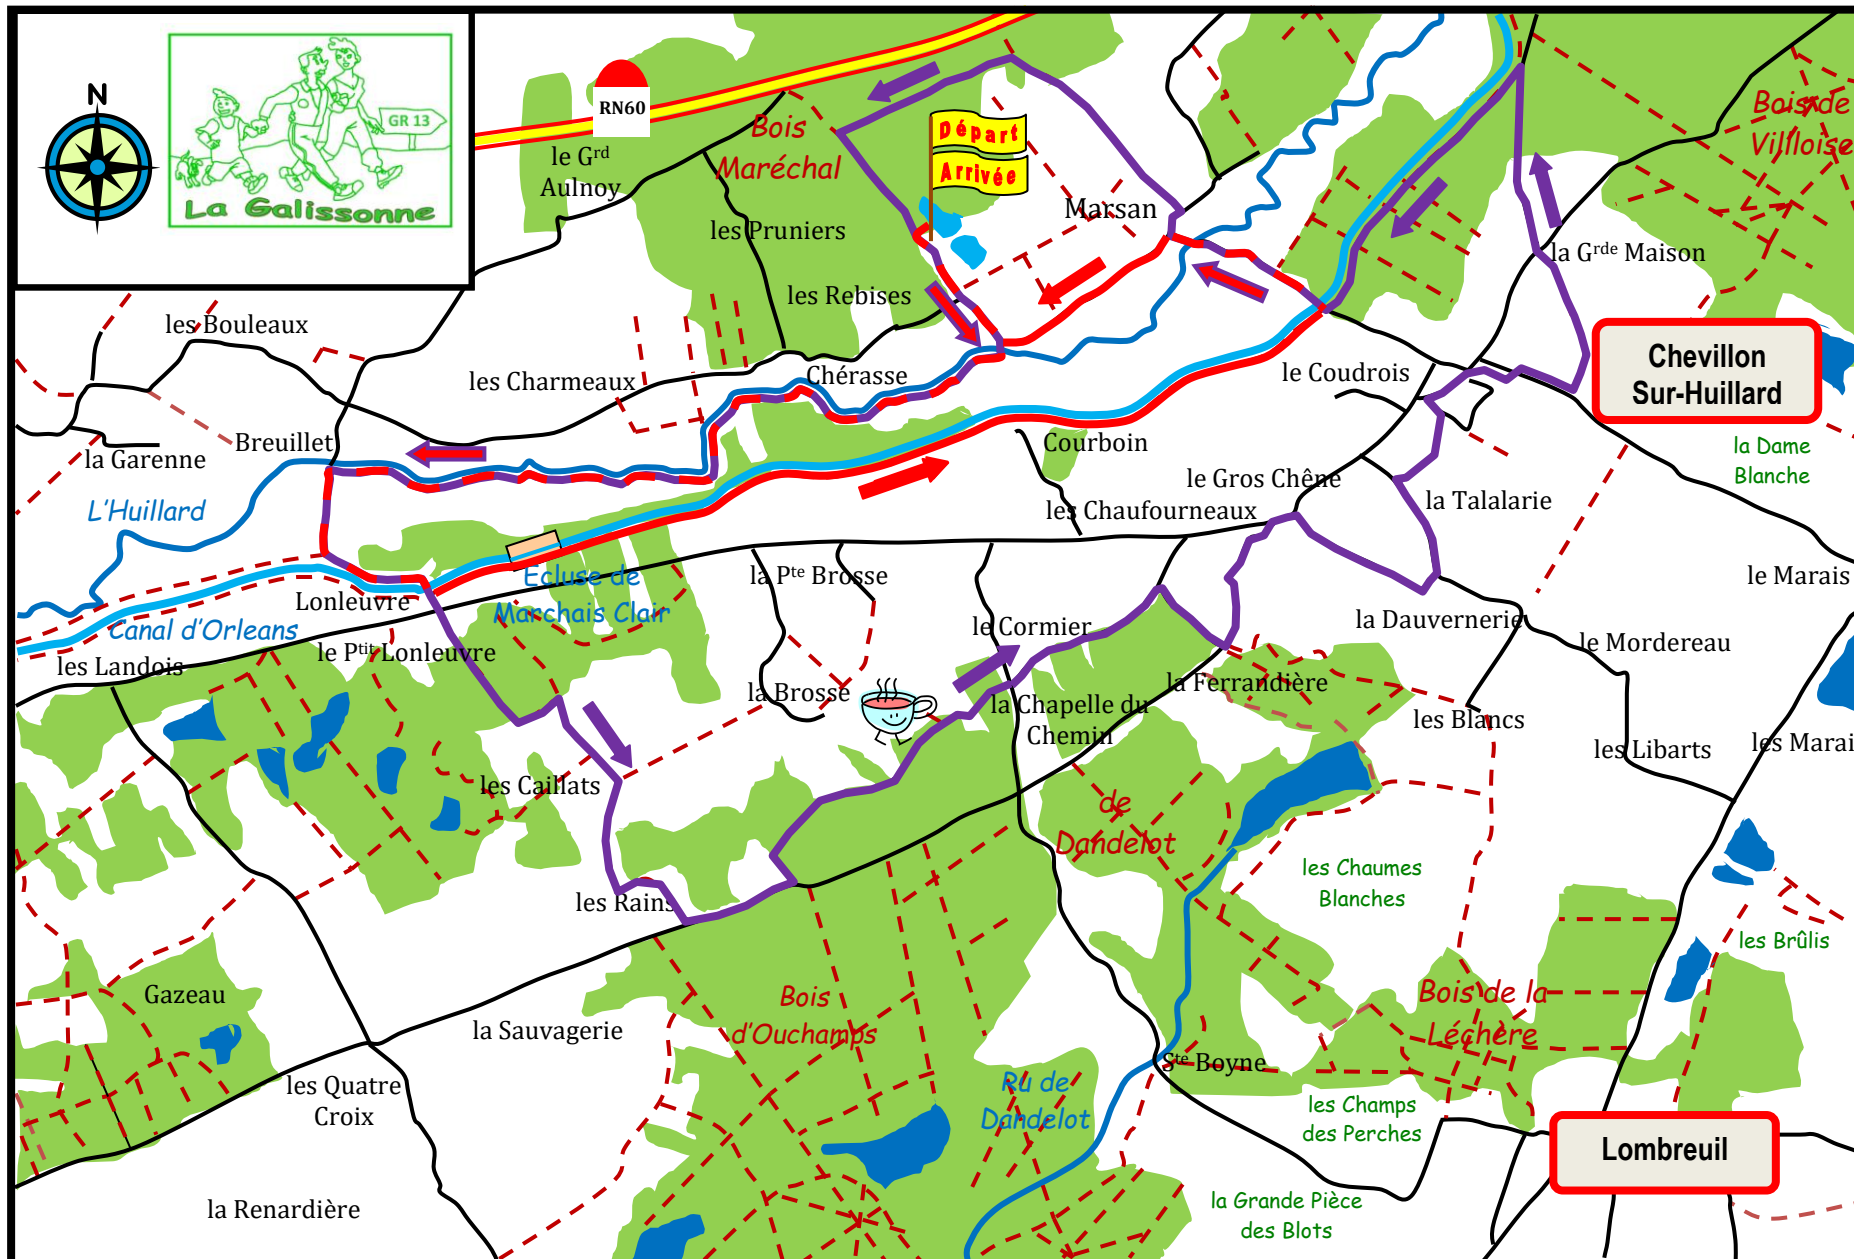 N
GR 13
La Galissonne
RN60
Départ
Arrivée
Bois
Maréchal
le Grd
Aulnoy
les Pruniers
Marsan
Bois de
Villloise
la Grde Maison
les Rebises
les Bouleaux
les Charmeaux
Chérasse
le Coudrois
Chevillon
Sur-Huillard
la Garenne
Breuillet
Courboin
la Dame
Blanche
le Gros Chêne
L'Huillard
les Chaufourneaux
la Talalarie
Ecluse de
Marchais Clair
la Pte Brosse
le Marais
Lonleuvre
Canal d'Orleans
le Cormier
la Dauvernerie
le Mordereau
les Landois
le Ptit Lonleuvre
la Brosse
la Ferrandière
la Chapelle du
Chemin
les Blancs
les Libarts
les Marai
les Caillats
de
Dandelot
les Chaumes
Blanches
les Rains
les Brûlis
Gazeau
la Sauvagerie
Bois
d'Ouchamps
Bois de la
Léchère
les Quatre
Croix
Ru de
Dandelot
Ste Boyne
les Champs
des Perches
Lombreuil
la Renardière
la Grande Pièce
des Blots